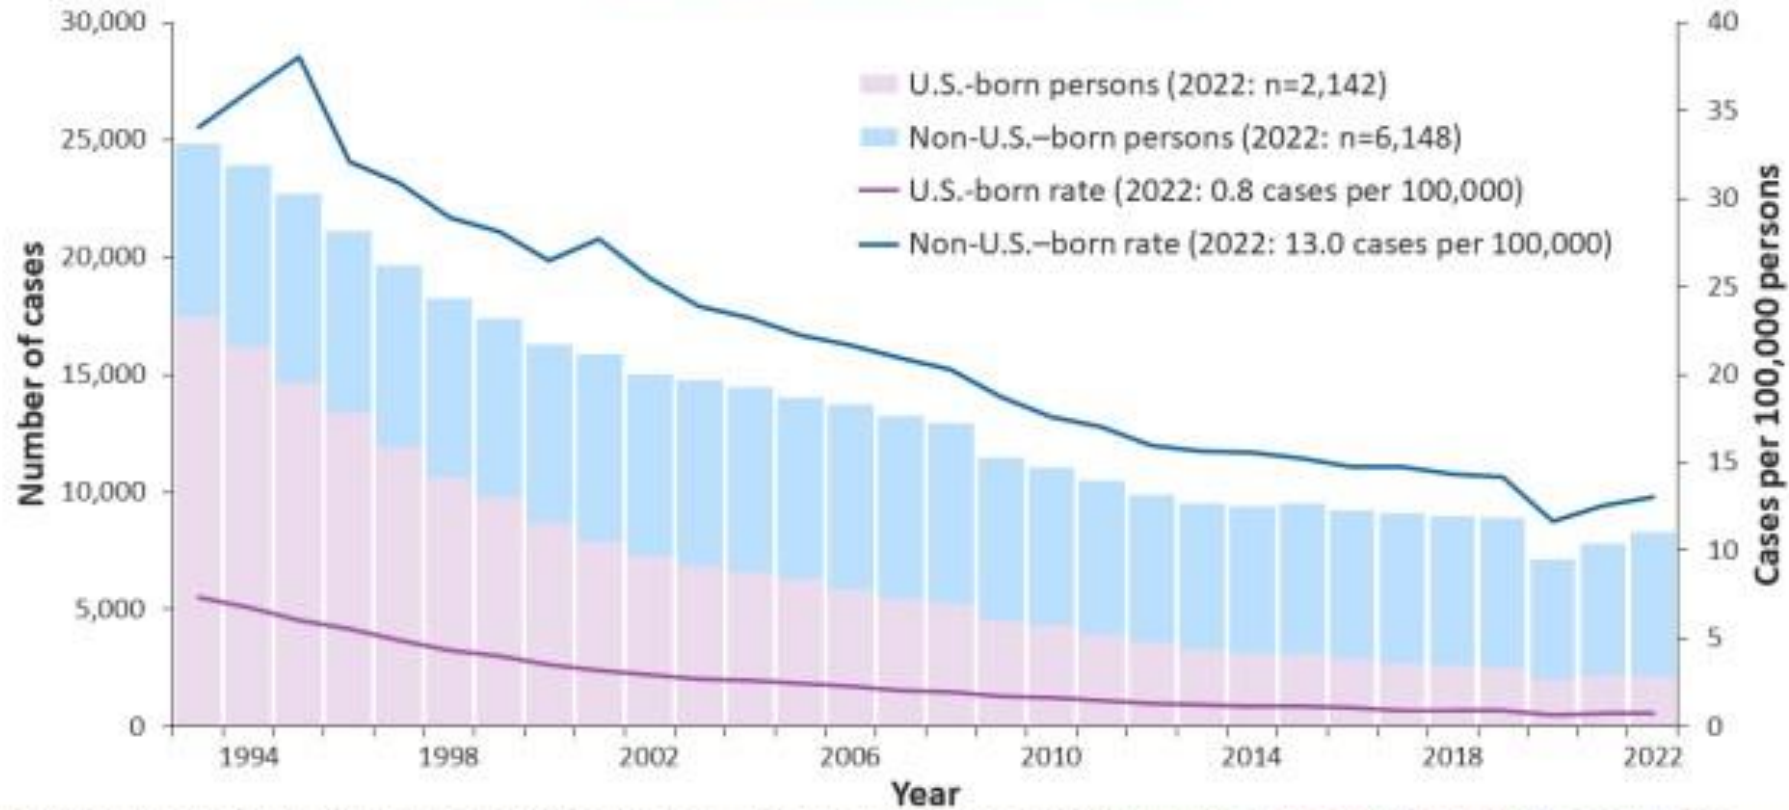 30,000
25,000
20,000
15,000
10,000
5,000
0
Number of cases
U.S.-born persons (2022: n=2,142)
Non-U.S.–born persons (2022: n=6,148)
U.S.-born rate (2022: 0.8 cases per 100,000)
Non-U.S.–born rate (2022: 13.0 cases per 100,000)
40
35
30
25
20
15
10
5
0
Cases per 100,000 persons
1994 1998 2002 2006 2010 2014 2018 2022
Year